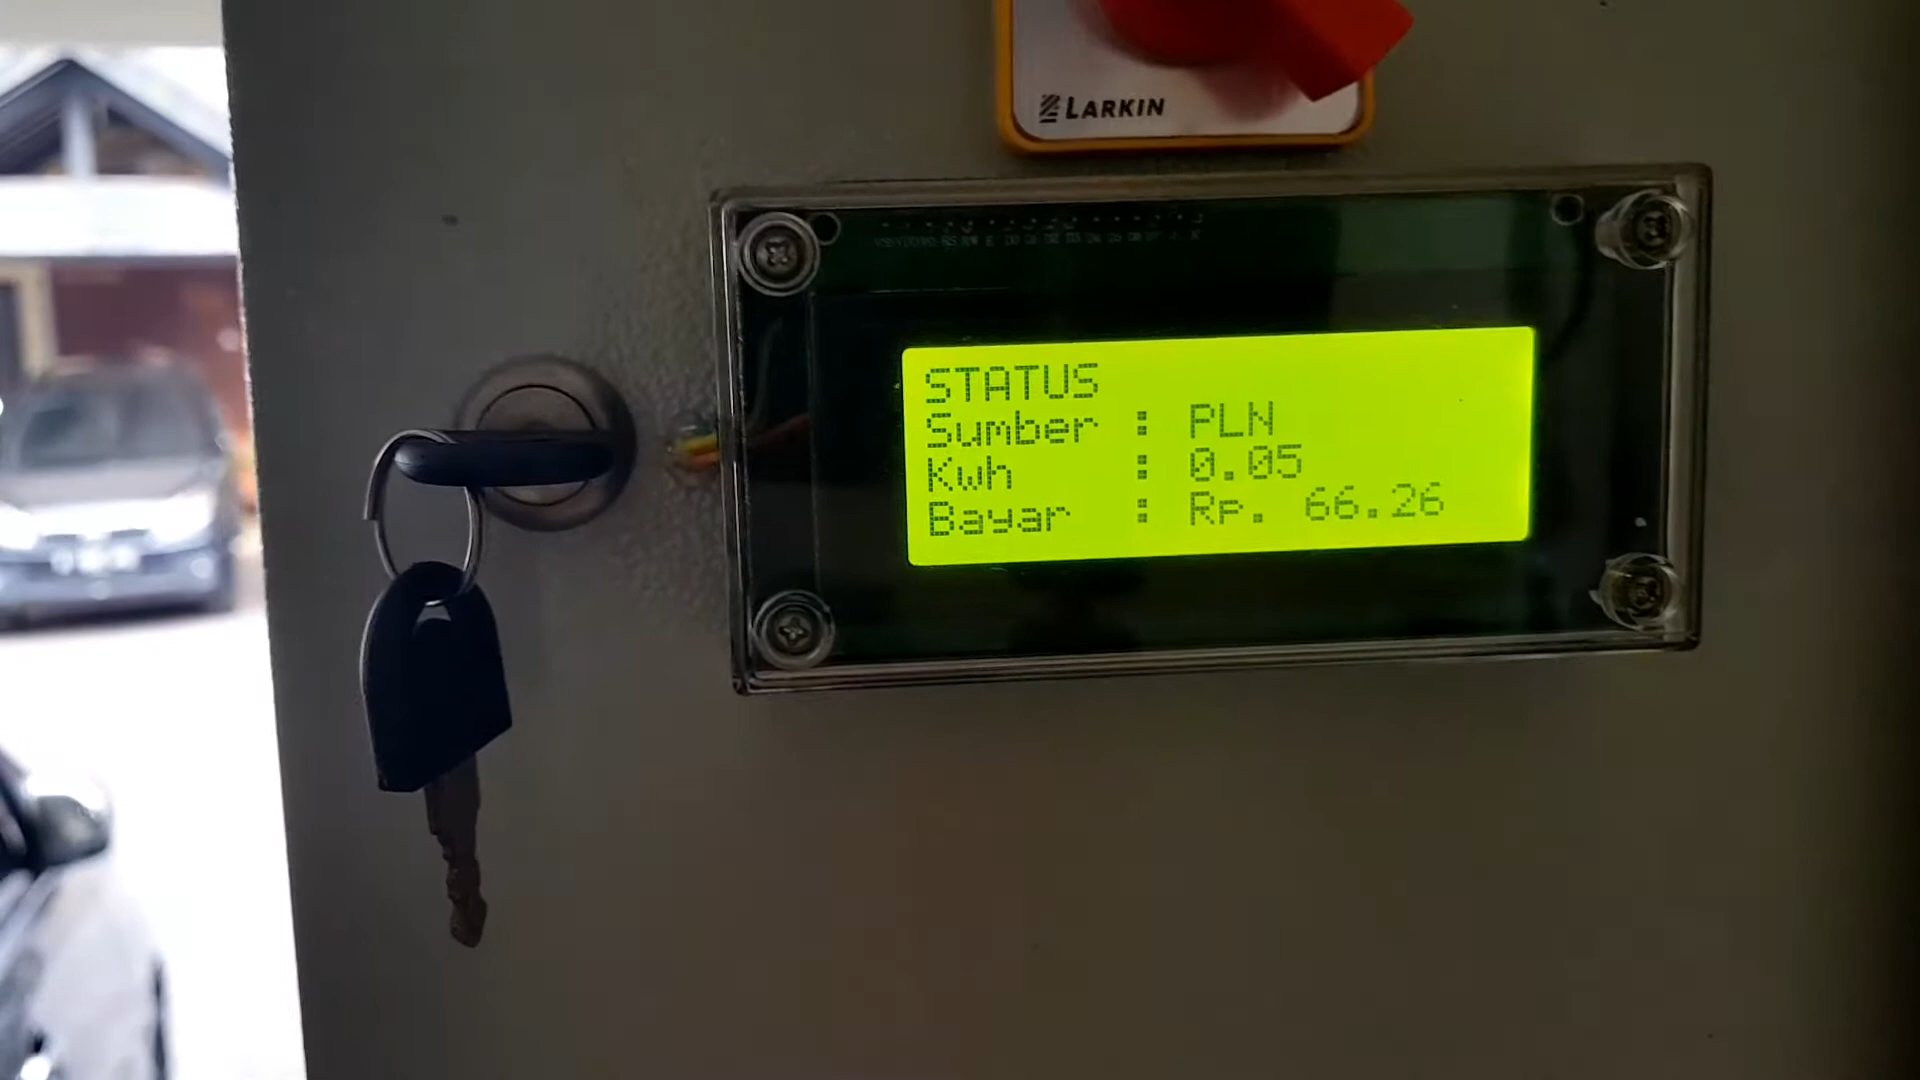 LARKIN
STATUS
Sumber : PLN
Kwh : 0.05
Bayar : Rp. 66.26